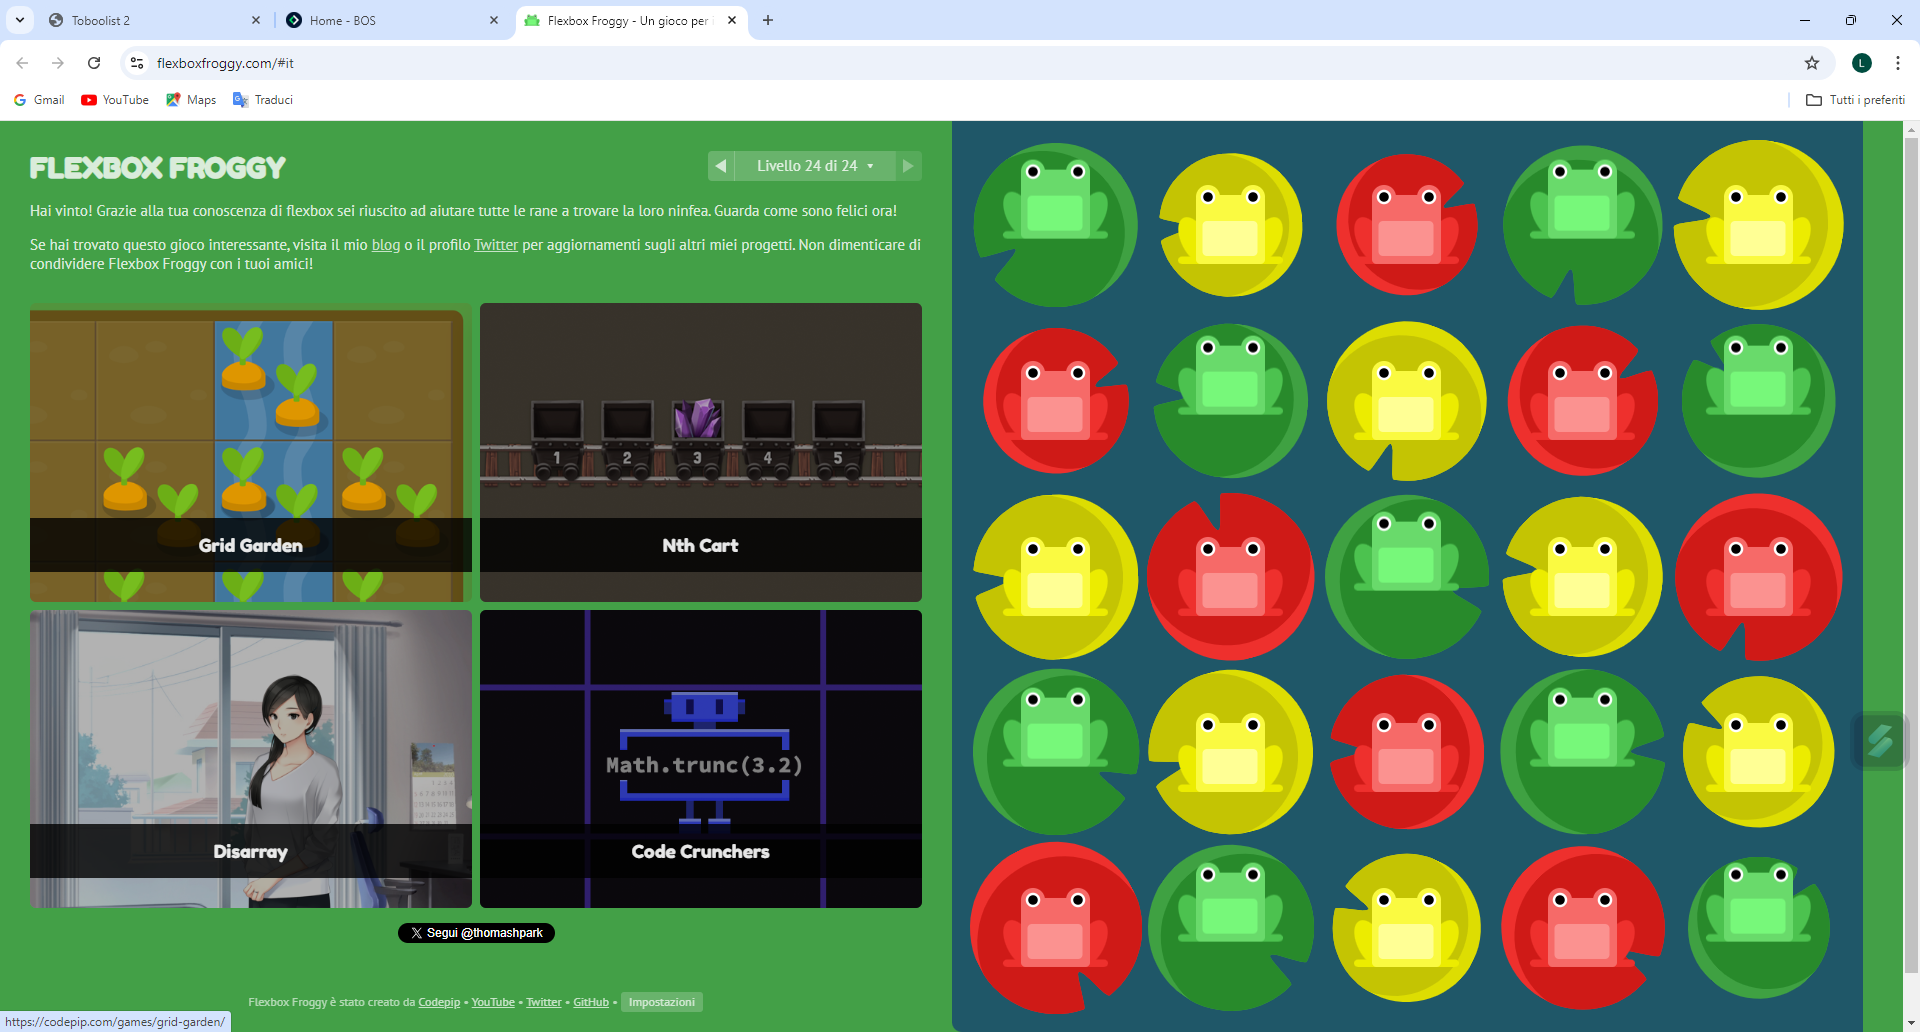 Toboolist 2
Home - BOS
Flexbox Froggy - Un gioco per i
flexboxfroggy.com/#it
L
Gmail
YouTube
Maps
Traduci
Tutti i preferiti
FLEXBOX FROGGY
Livello 24 di 24
Hai vinto! Grazie alla tua conoscenza di flexbox sei riuscito ad aiutare tutte le rane a trovare la loro ninfea. Guarda come sono felici ora!
Se hai trovato questo gioco interessante, visita il mio blog o il profilo Twitter per aggiornamenti sugli altri miei progetti. Non dimenticare di
condividere Flexbox Froggy con i tuoi amici!
1 2 3 4 5
Grid Garden
Nth Cart
Math.trunc(3.2)
Disarray
Code Crunchers
X Segui @thomashpark
Flexbox Froggy è stato creato da Codepip • YouTube • Twitter • GitHub • Impostazioni
https://codepip.com/games/grid-garden/